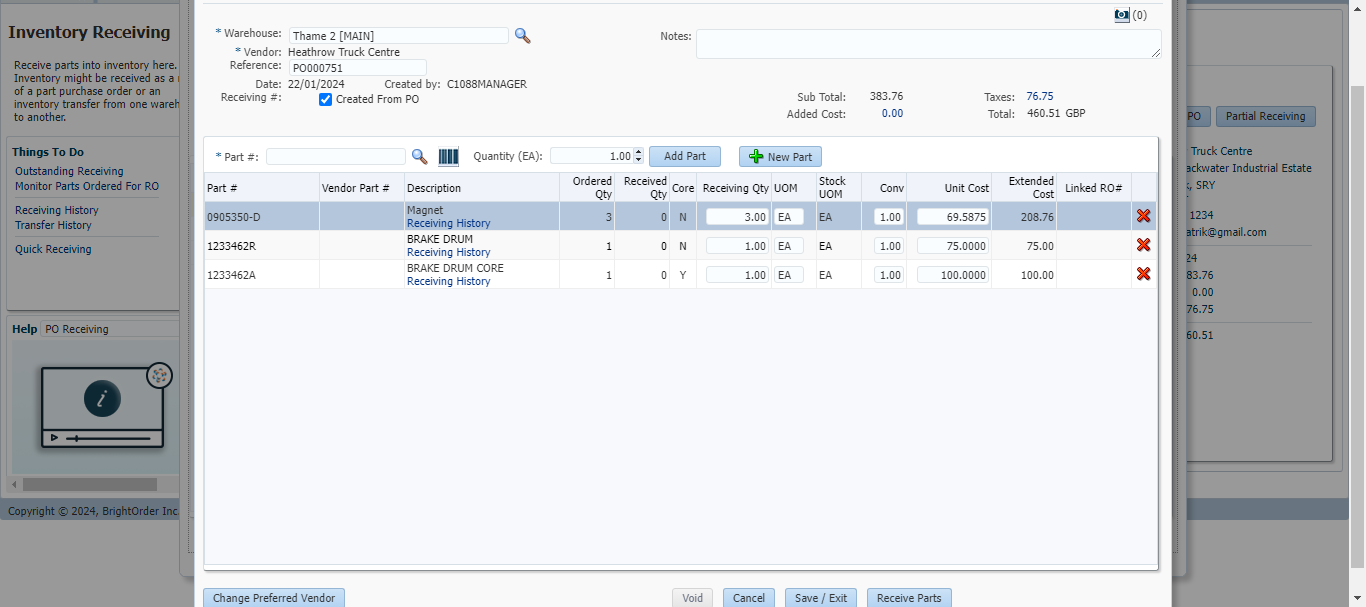 Inventory Receiving
Receive parts into inventory here.
Inventory might be received as a
of a part purchase order or an
inventory transfer from one wareh
to another.
Things To Do
Outstanding Receiving
Monitor Parts Ordered For RO
Receiving History
Transfer History
Quick Receiving
Help PO Receiving
Copyright © 2024, BrightOrder Inc.
(0)
* Warehouse: Thame 2 [MAIN]
* Vendor: Heathrow Truck Centre
Reference: PO000751
Date: 22/01/2024 Created by: C1088MANAGER
Receiving #: Created From PO
Notes:
Sub Total: 383.76 Taxes: 76.75
Added Cost: 0.00 Total: 460.51 GBP
* Part #: Quantity (EA): 1.00 Add Part New Part
Part # Vendor Part # Description Ordered Qty Received Qty Core Receiving Qty UOM Stock UOM Conv Unit Cost Extended Cost Linked RO#
0905350-D Magnet 3 0 N 3.00 EA EA 1.00 69.5875 208.76
Receiving History
1233462R BRAKE DRUM 1 0 N 1.00 EA EA 1.00 75.0000 75.00
Receiving History
1233462A BRAKE DRUM CORE 1 0 Y 1.00 EA EA 1.00 100.0000 100.00
Receiving History
Change Preferred Vendor Void Cancel Save / Exit Receive Parts
PO Partial Receiving
Truck Centre
ackwater Industrial Estate
, SRY
1234
atrik@gmail.com
24
83.76
0.00
76.75
60.51